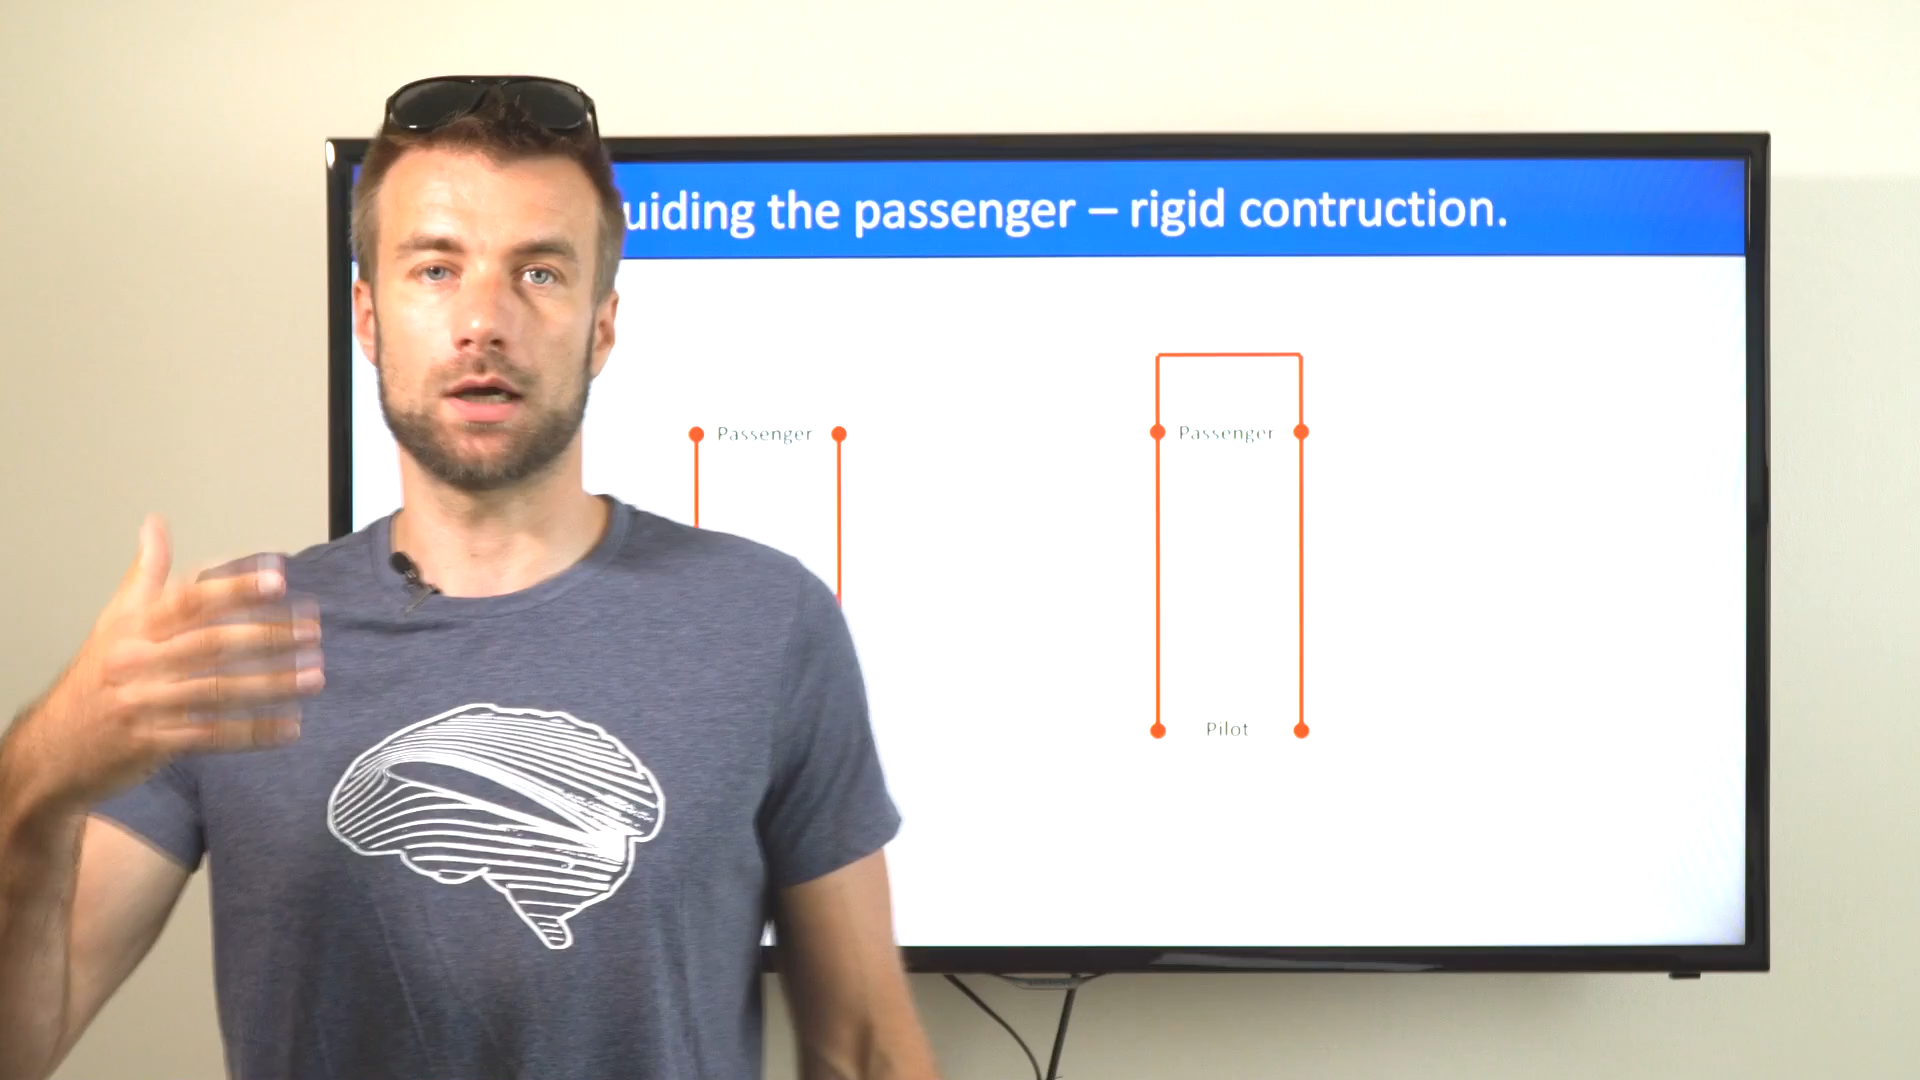 uiding the passenger – rigid contruction.
Passenger
Passenger
Pilot